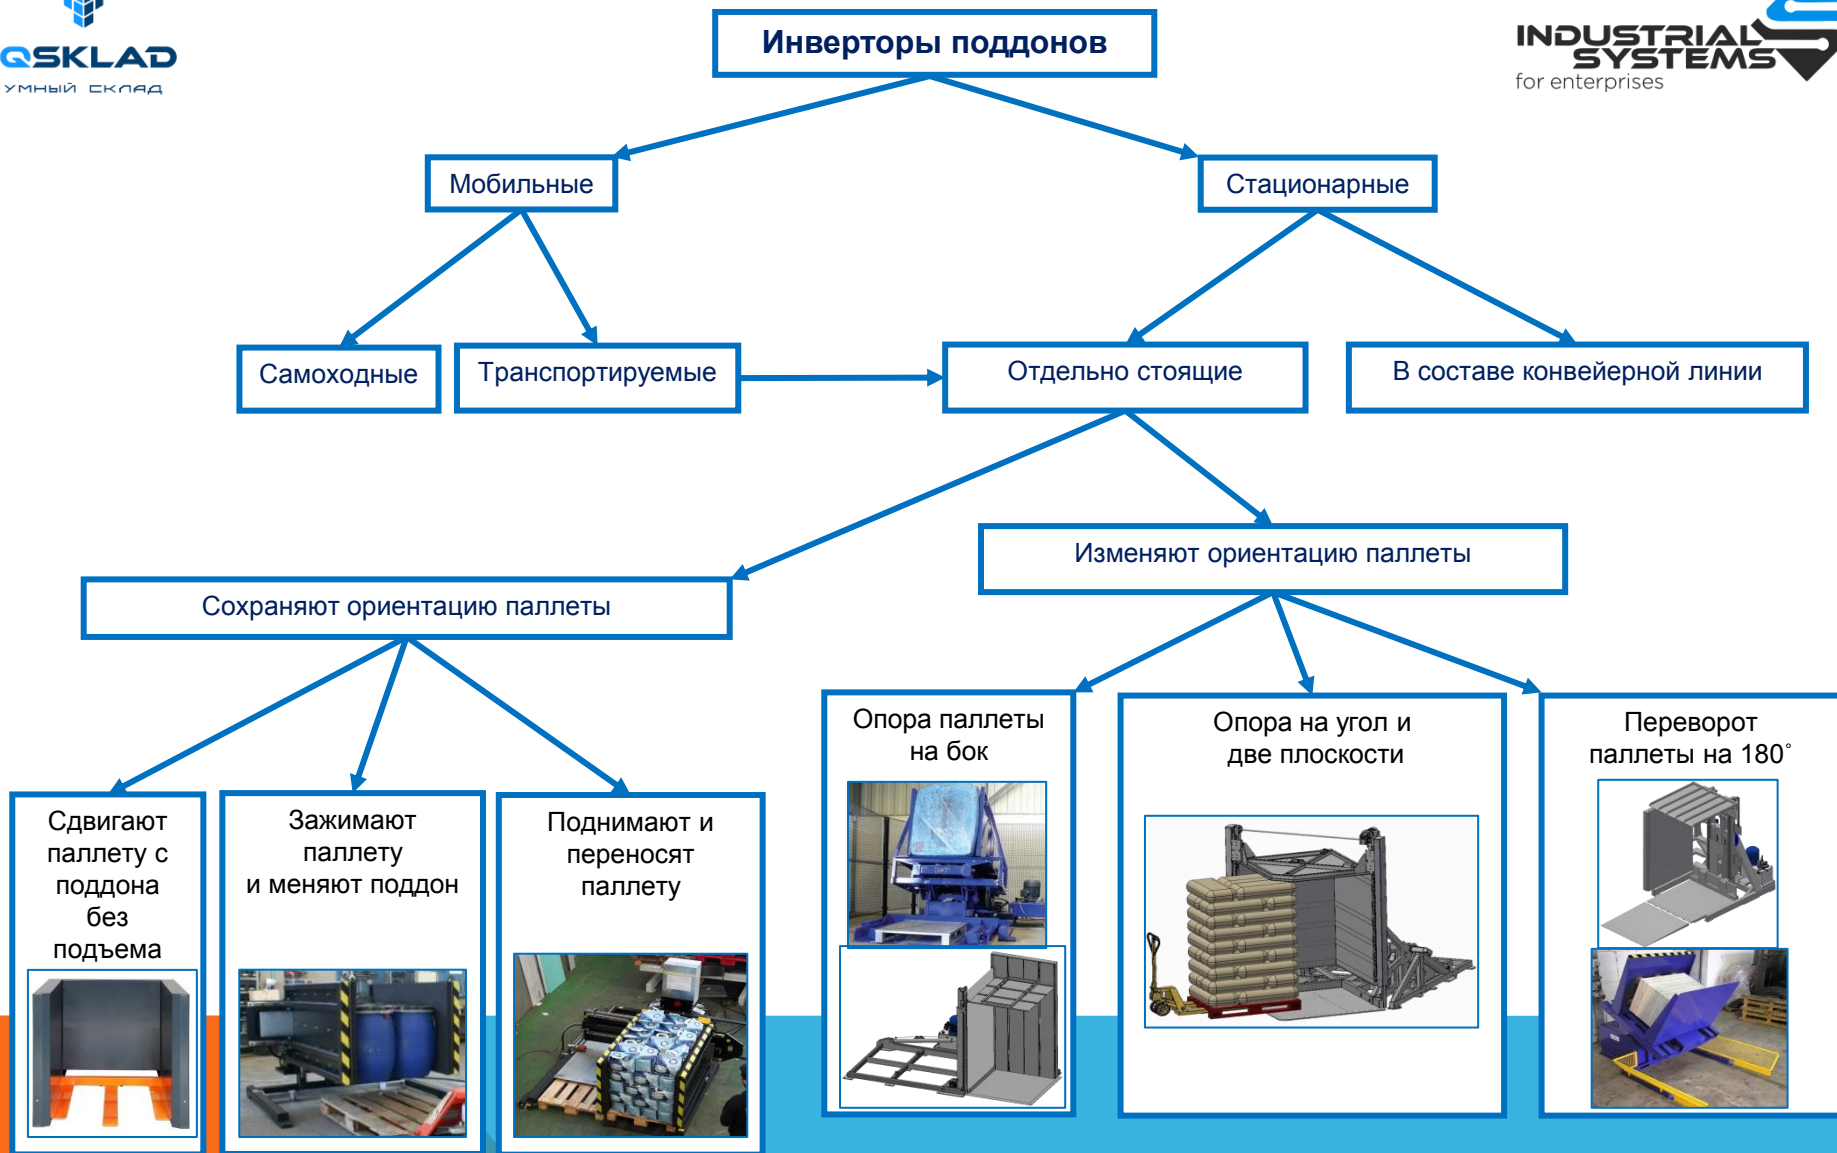 QSKLAD
УМНЫЙ СКЛАД
Инверторы поддонов
INDUSTRIAL
SYSTEMS
for enterprises
Мобильные
Стационарные
Самоходные
Транспортируемые
Отдельно стоящие
В составе конвейерной линии
Изменяют ориентацию паллеты
Сохраняют ориентацию паллеты
Опора паллеты
на бок
Опора на угол и
две плоскости
Переворот
паллеты на 180˚
Сдвигают
паллету с
поддона
без
подъема
Зажимают
паллету
и меняют поддон
Поднимают и
переносят
паллету